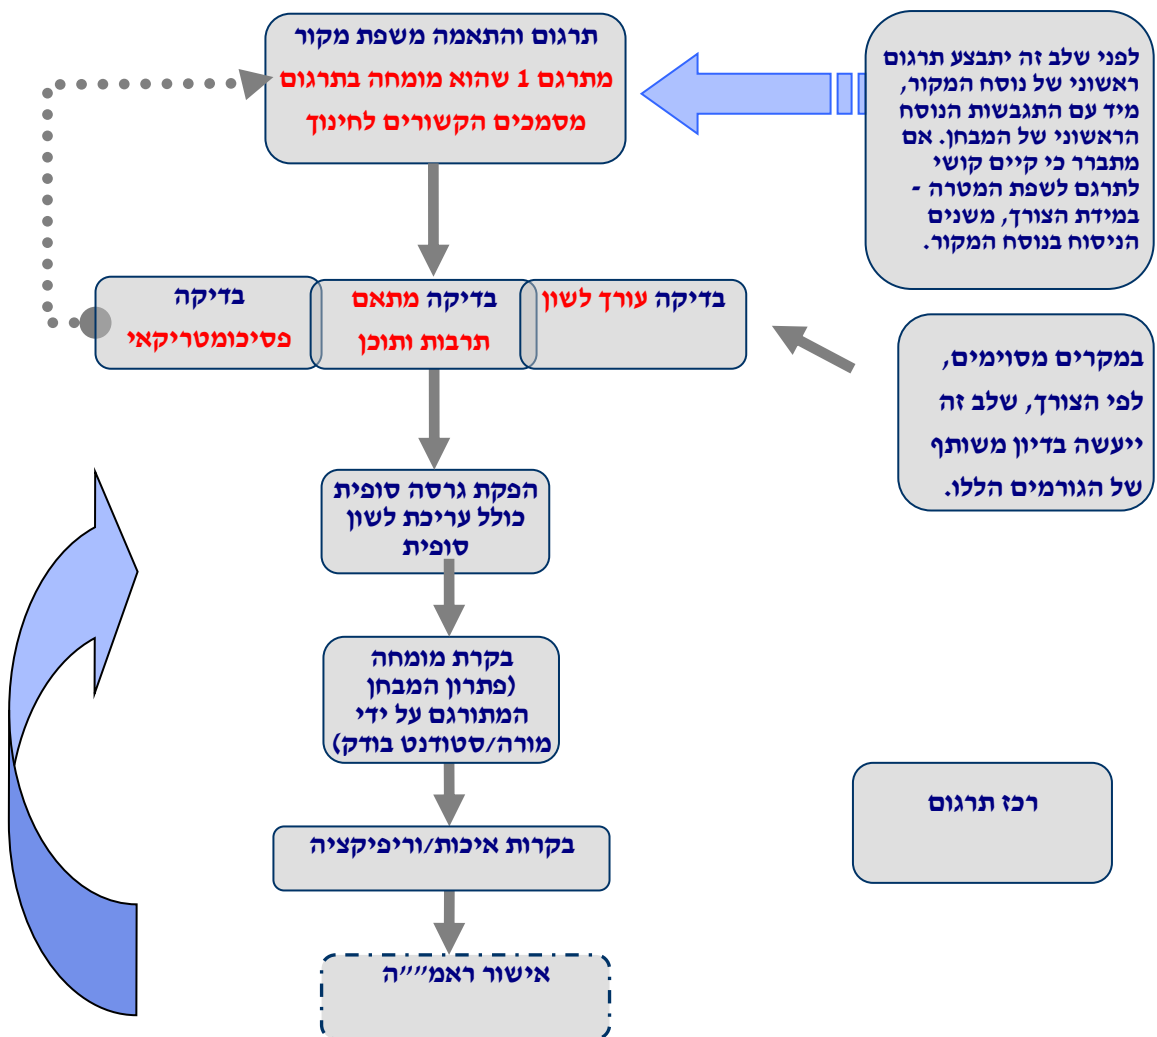 תרגום והתאמה משפת מקור
מתרגם 1 שהוא מומחה בתרגום
מסמכים הקשורים לחינוך
לפני שלב זה יתבצע תרגום
ראשוני של נוסח המקור,
מיד עם התגבשות הנוסח
הראשוני של המבחן. אם
מתברר כי קיים קושי
לתרגם לשפת המטרה -
במידת הצורך, משנים
הניסוח בנוסח המקור.
בדיקה עורך לשון
בדיקה מתאם
תרבות ותוכן
בדיקה
פסיכומטריקאי
במקרים מסוימים,
לפי הצורך, שלב זה
ייעשה בדיון משותף
של הגורמים הללו.
הפקת גרסה סופית
כולל עריכת לשון
סופית
בקרת מומחה
(פתרון המבחן
המתורגם על ידי
מורה/סטודנט בודק)
רכז תרגום
בקרות איכות/וריפיקציה
אישור ראמ""ה